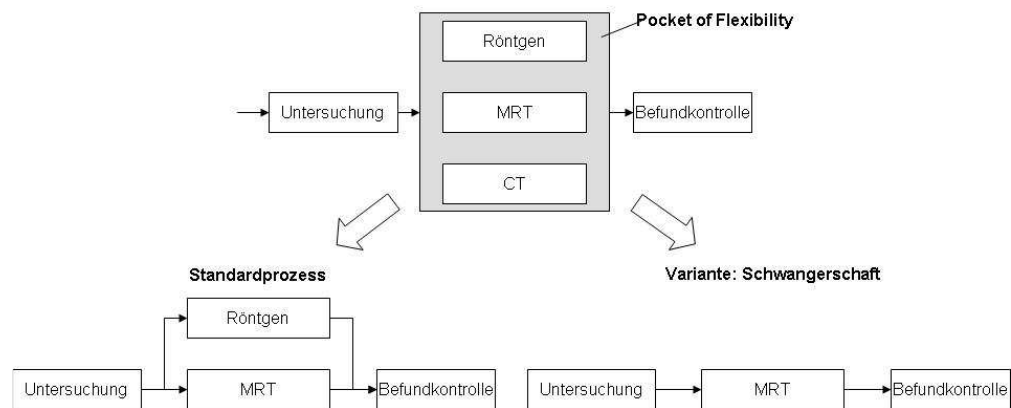 Pocket of Flexibility
Röntgen
Untersuchung
MRT
Befundkontrolle
CT
Standardprozess
Variante: Schwangerschaft
Röntgen
Untersuchung
MRT
Befundkontrolle
Untersuchung
MRT
Befundkontrolle